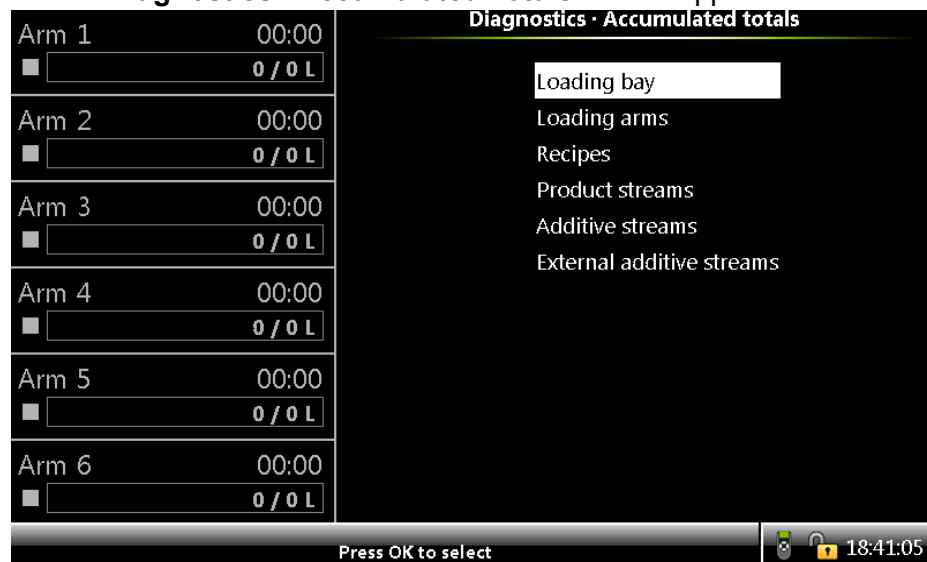 Arm 1 00:00
0 / 0 L
Arm 2 00:00
0 / 0 L
Arm 3 00:00
0 / 0 L
Arm 4 00:00
0 / 0 L
Arm 5 00:00
0 / 0 L
Arm 6 00:00
0 / 0 L
Diagnostics · Accumulated totals
Loading bay
Loading arms
Recipes
Product streams
Additive streams
External additive streams
Press OK to select
18:41:05